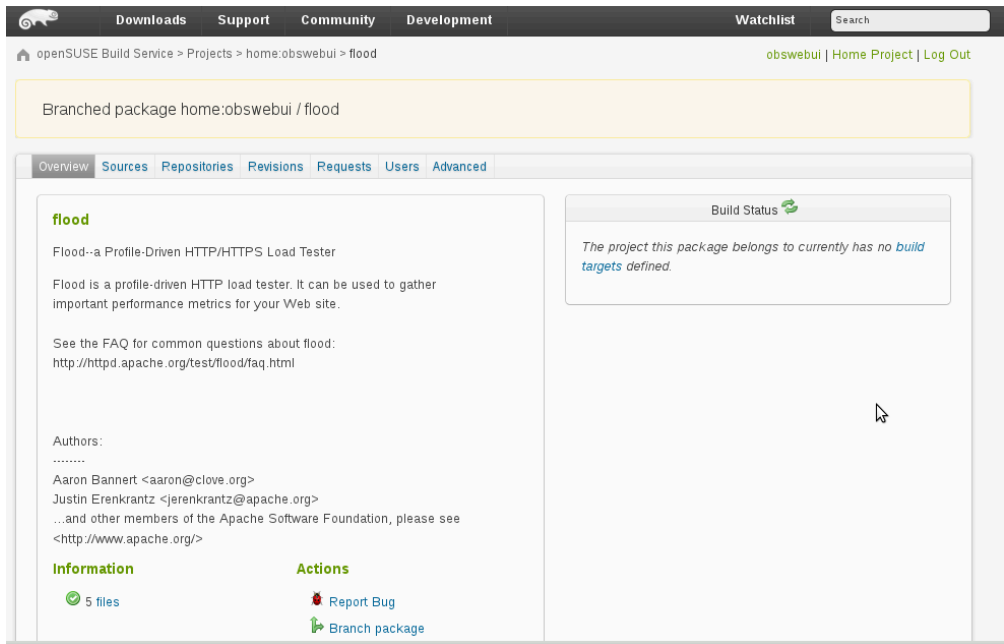 Downloads Support Community Development Watchlist Search
openSUSE Build Service > Projects > home:obswebui > flood obswebui | Home Project | Log Out
Branched package home:obswebui / flood
Overview Sources Repositories Revisions Requests Users Advanced
flood
Flood--a Profile-Driven HTTP/HTTPS Load Tester
Flood is a profile-driven HTTP load tester. It can be used to gather
important performance metrics for your Web site.
See the FAQ for common questions about flood:
http://httpd.apache.org/test/flood/faq.html
Authors:
--------
Aaron Bannert <aaron@clove.org>
Justin Erenkrantz <jerenkrantz@apache.org>
...and other members of the Apache Software Foundation, please see
<http://www.apache.org/>
Information
5 files
Actions
Report Bug
Branch package
Build Status
The project this package belongs to currently has no build
targets defined.